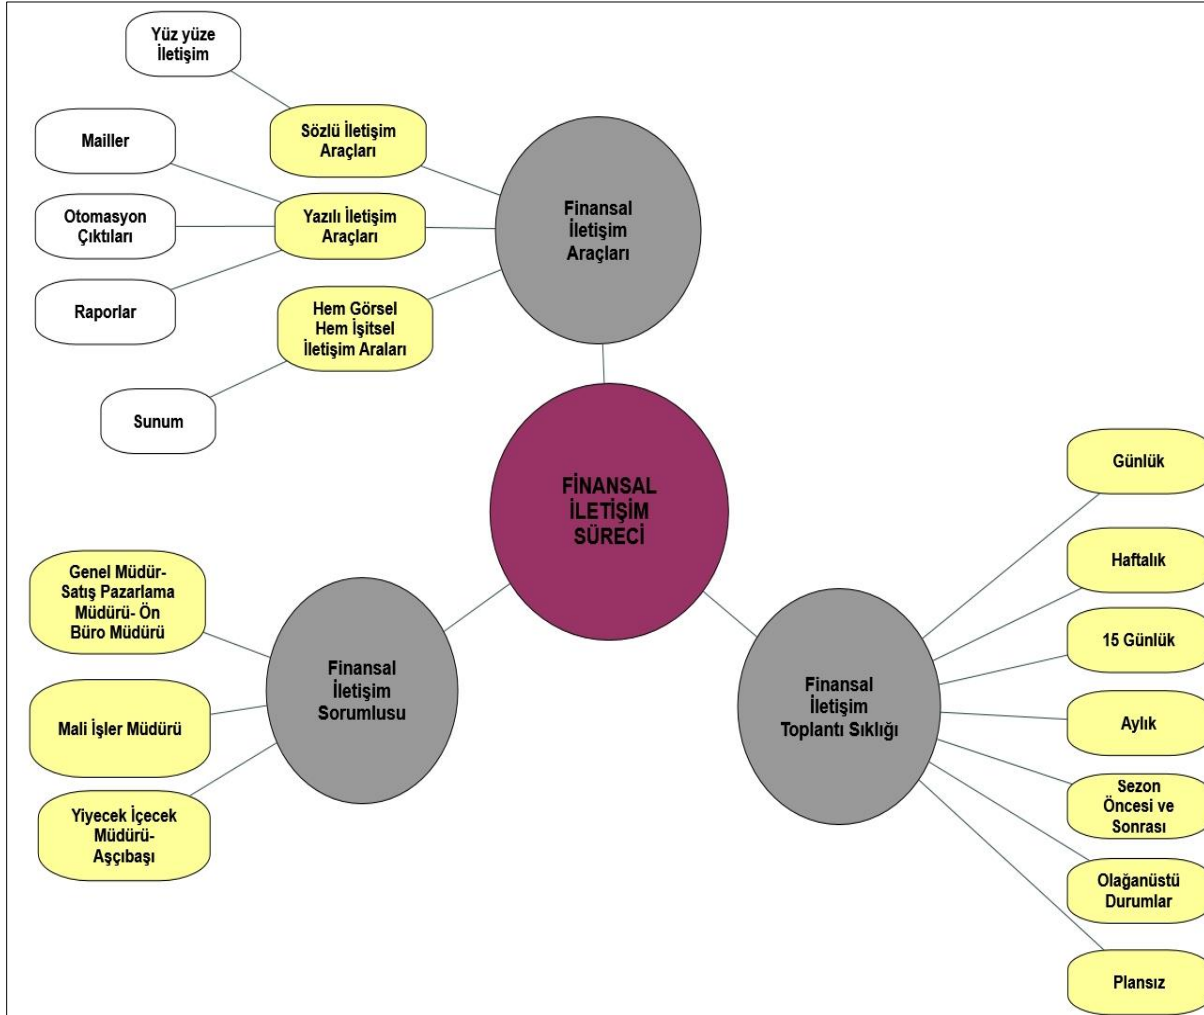 Yüz yüze
İletişim
Sözlü İletişim
Araçları
Mailler
Otomasyon
Çıktıları
Yazılı İletişim
Araçları
Raporlar
Hem Görsel
Hem İşitsel
İletişim Araları
Sunum
Finansal
İletişim
Araçları
FİNANSAL
İLETİŞİM
SÜRECİ
Genel Müdür-
Satış Pazarlama
Müdürü- Ön
Büro Müdürü
Mali İşler Müdürü
Yiyecek İçecek
Müdürü-
Aşçıbaşı
Finansal
İletişim
Sorumlusu
Finansal
İletişim
Toplantı Sıklığı
Günlük
Haftalık
15 Günlük
Aylık
Sezon
Öncesi ve
Sonrası
Olağanüstü
Durumlar
Plansız